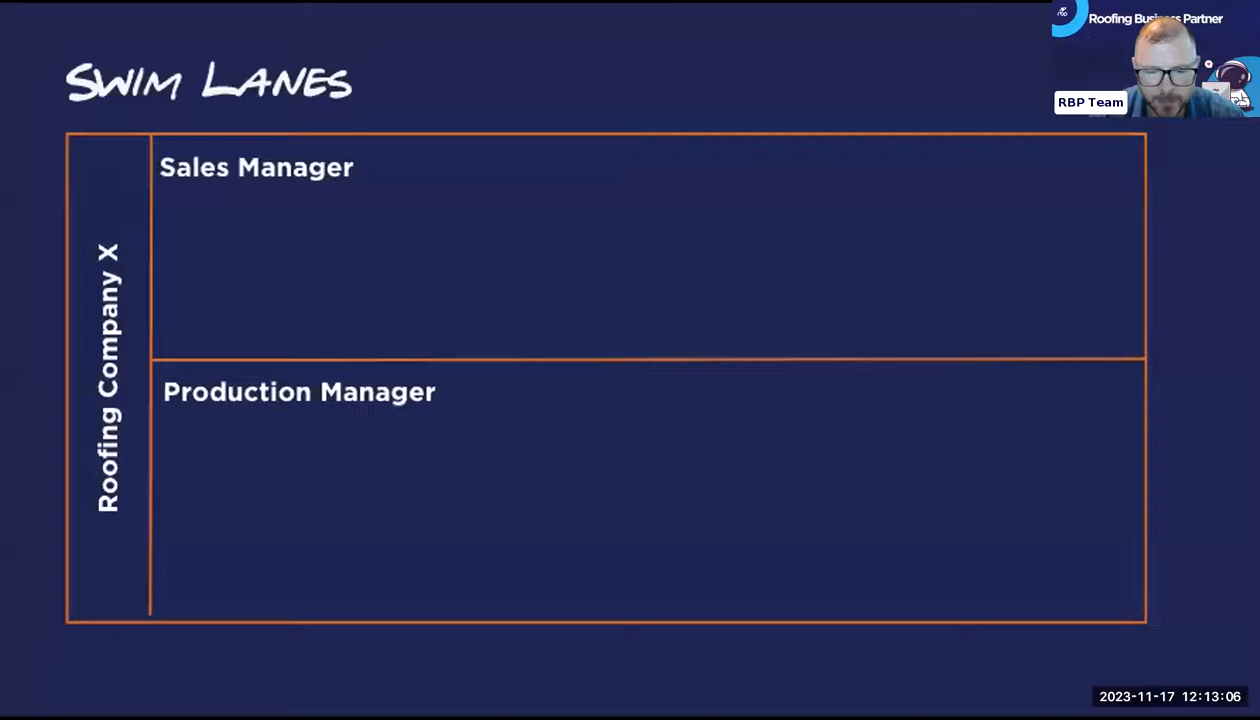 Roofing Business Partner
RBP Team
SWIM LANES
Sales Manager
Roofing Company X
Production Manager
2023-11-17 12:13:06